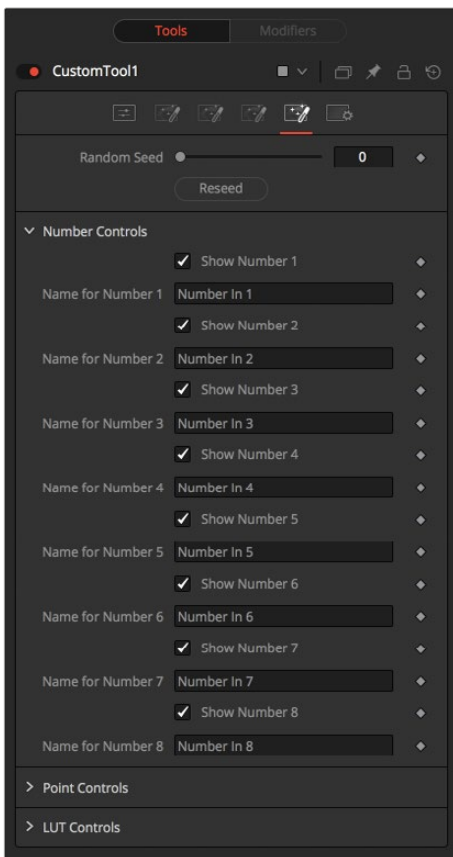 Tools Modifiers
CustomTool1
Random Seed 0
Reseed
Number Controls
Show Number 1
Name for Number 1 Number In 1
Show Number 2
Name for Number 2 Number In 2
Show Number 3
Name for Number 3 Number In 3
Show Number 4
Name for Number 4 Number In 4
Show Number 5
Name for Number 5 Number In 5
Show Number 6
Name for Number 6 Number In 6
Show Number 7
Name for Number 7 Number In 7
Show Number 8
Name for Number 8 Number In 8
Point Controls
LUT Controls